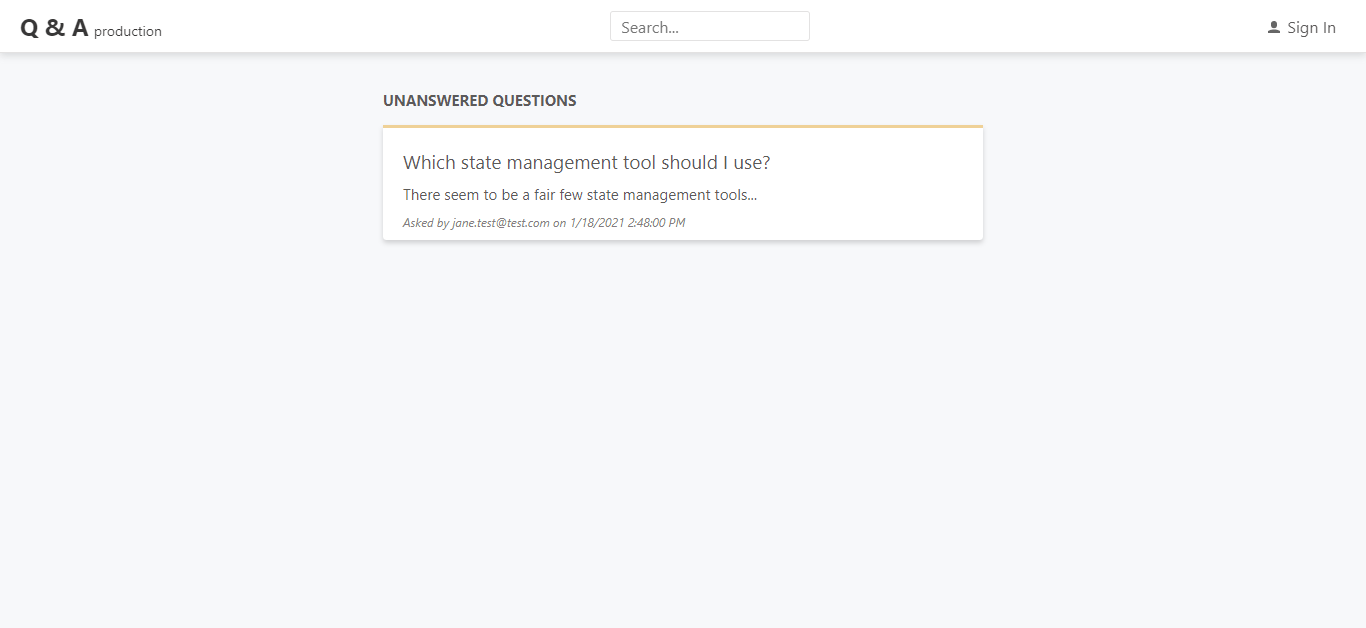 Q & A production
Search...
Sign In
UNANSWERED QUESTIONS
Which state management tool should I use?
There seem to be a fair few state management tools...
Asked by jane.test@test.com on 1/18/2021 2:48:00 PM